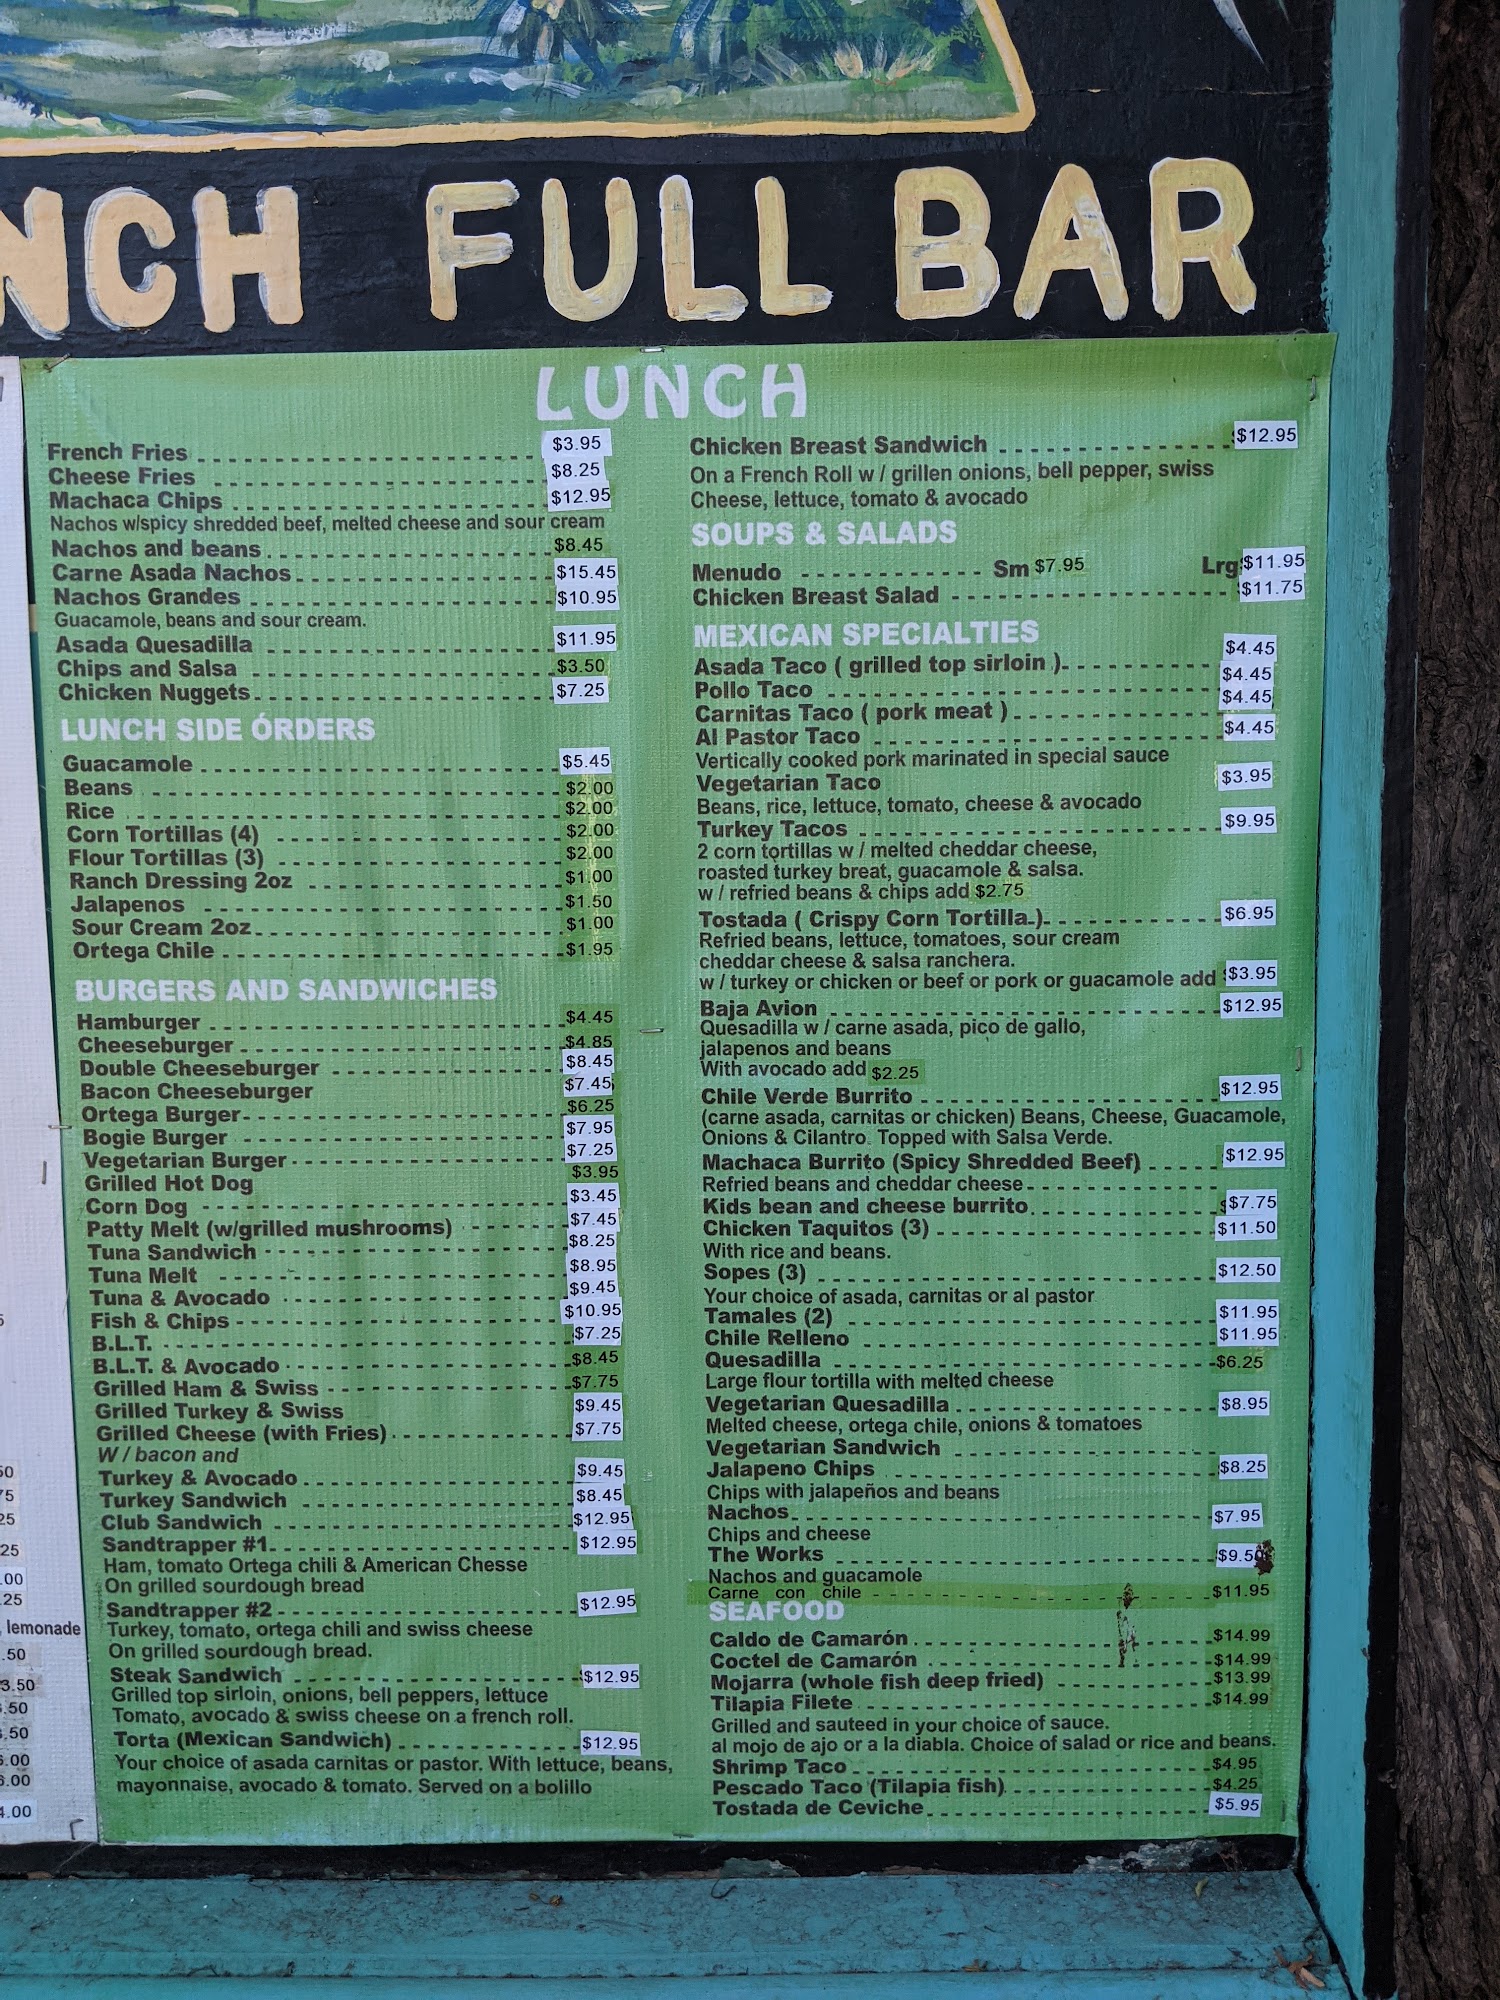 NCH FULL BAR
LUNCH
French Fries $3.95
Cheese Fries $8.25
Machaca Chips $12.95
Nachos w/spicy shredded beef, melted cheese and sour cream
Nachos and beans $8.45
Carne Asada Nachos $15.45
Nachos Grandes $10.95
Guacamole, beans and sour cream.
Asada Quesadilla $11.95
Chips and Salsa $3.50
Chicken Nuggets $7.25
LUNCH SIDE ÓRDERS
Guacamole $5.45
Beans $2.00
Rice $2.00
Corn Tortillas (4) $2.00
Flour Tortillas (3) $2.00
Ranch Dressing 2oz $1.00
Jalapenos $1.50
Sour Cream 2oz $1.00
Ortega Chile $1.95
BURGERS AND SANDWICHES
Hamburger $4.45
Cheeseburger $4.85
Double Cheeseburger $8.45
Bacon Cheeseburger $7.45
Ortega Burger $6.25
Bogie Burger $7.95
Vegetarian Burger $7.25
Grilled Hot Dog $3.95
Corn Dog $3.45
Patty Melt (w/grilled mushrooms) $7.45
Tuna Sandwich $8.25
Tuna Melt $8.95
Tuna & Avocado $9.45
Fish & Chips $10.95
B.L.T. $7.25
B.L.T. & Avocado $8.45
Grilled Ham & Swiss $7.75
Grilled Turkey & Swiss $9.45
Grilled Cheese (with Fries) $7.75
W / bacon and
Turkey & Avocado $9.45
Turkey Sandwich $8.45
Club Sandwich $12.95
Sandtrapper #1 $12.95
Ham, tomato Ortega chili & American Chesse
On grilled sourdough bread
Sandtrapper #2 $12.95
Turkey, tomato, ortega chili and swiss cheese
On grilled sourdough bread.
Steak Sandwich $12.95
Grilled top sirloin, onions, bell peppers, lettuce
Tomato, avocado & swiss cheese on a french roll.
Torta (Mexican Sandwich) $12.95
Your choice of asada carnitas or pastor. With lettuce, beans,
mayonnaise, avocado & tomato. Served on a bolillo
Chicken Breast Sandwich $12.95
On a French Roll w / grillen onions, bell pepper, swiss
Cheese, lettuce, tomato & avocado
SOUPS & SALADS
Menudo Sm $7.95 Lrg $11.95
Chicken Breast Salad $11.75
MEXICAN SPECIALTIES
Asada Taco ( grilled top sirloin ) $4.45
Pollo Taco $4.45
Carnitas Taco ( pork meat ) $4.45
Al Pastor Taco $4.45
Vertically cooked pork marinated in special sauce
Vegetarian Taco $3.95
Beans, rice, lettuce, tomato, cheese & avocado
Turkey Tacos $9.95
2 corn tortillas w / melted cheddar cheese,
roasted turkey breat, guacamole & salsa.
w / refried beans & chips add $2.75
Tostada ( Crispy Corn Tortilla ) $6.95
Refried beans, lettuce, tomatoes, sour cream
cheddar cheese & salsa ranchera.
w / turkey or chicken or beef or pork or guacamole add $3.95
Baja Avion $12.95
Quesadilla w / carne asada, pico de gallo,
jalapenos and beans
With avocado add $2.25
Chile Verde Burrito $12.95
(carne asada, carnitas or chicken) Beans, Cheese, Guacamole,
Onions & Cilantro. Topped with Salsa Verde.
Machaca Burrito (Spicy Shredded Beef) $12.95
Refried beans and cheddar cheese
Kids bean and cheese burrito $7.75
Chicken Taquitos (3) $11.50
With rice and beans.
Sopes (3) $12.50
Your choice of asada, carnitas or al pastor
Tamales (2) $11.95
Chile Relleno $11.95
Quesadilla $6.25
Large flour tortilla with melted cheese
Vegetarian Quesadilla $8.95
Melted cheese, ortega chile, onions & tomatoes
Vegetarian Sandwich
Jalapeno Chips $8.25
Chips with jalapeños and beans
Nachos $7.95
Chips and cheese
The Works $9.50
Nachos and guacamole
Carne con chile $11.95
SEAFOOD
Caldo de Camarón $14.99
Coctel de Camarón $14.99
Mojarra (whole fish deep fried) $13.99
Tilapia Filete $14.99
Grilled and sauteed in your choice of sauce.
al mojo de ajo or a la diabla. Choice of salad or rice and beans.
Shrimp Taco $4.95
Pescado Taco (Tilapia fish) $4.25
Tostada de Ceviche $5.95
lemonade
.50
3.50
.50
.50
6.00
4.00